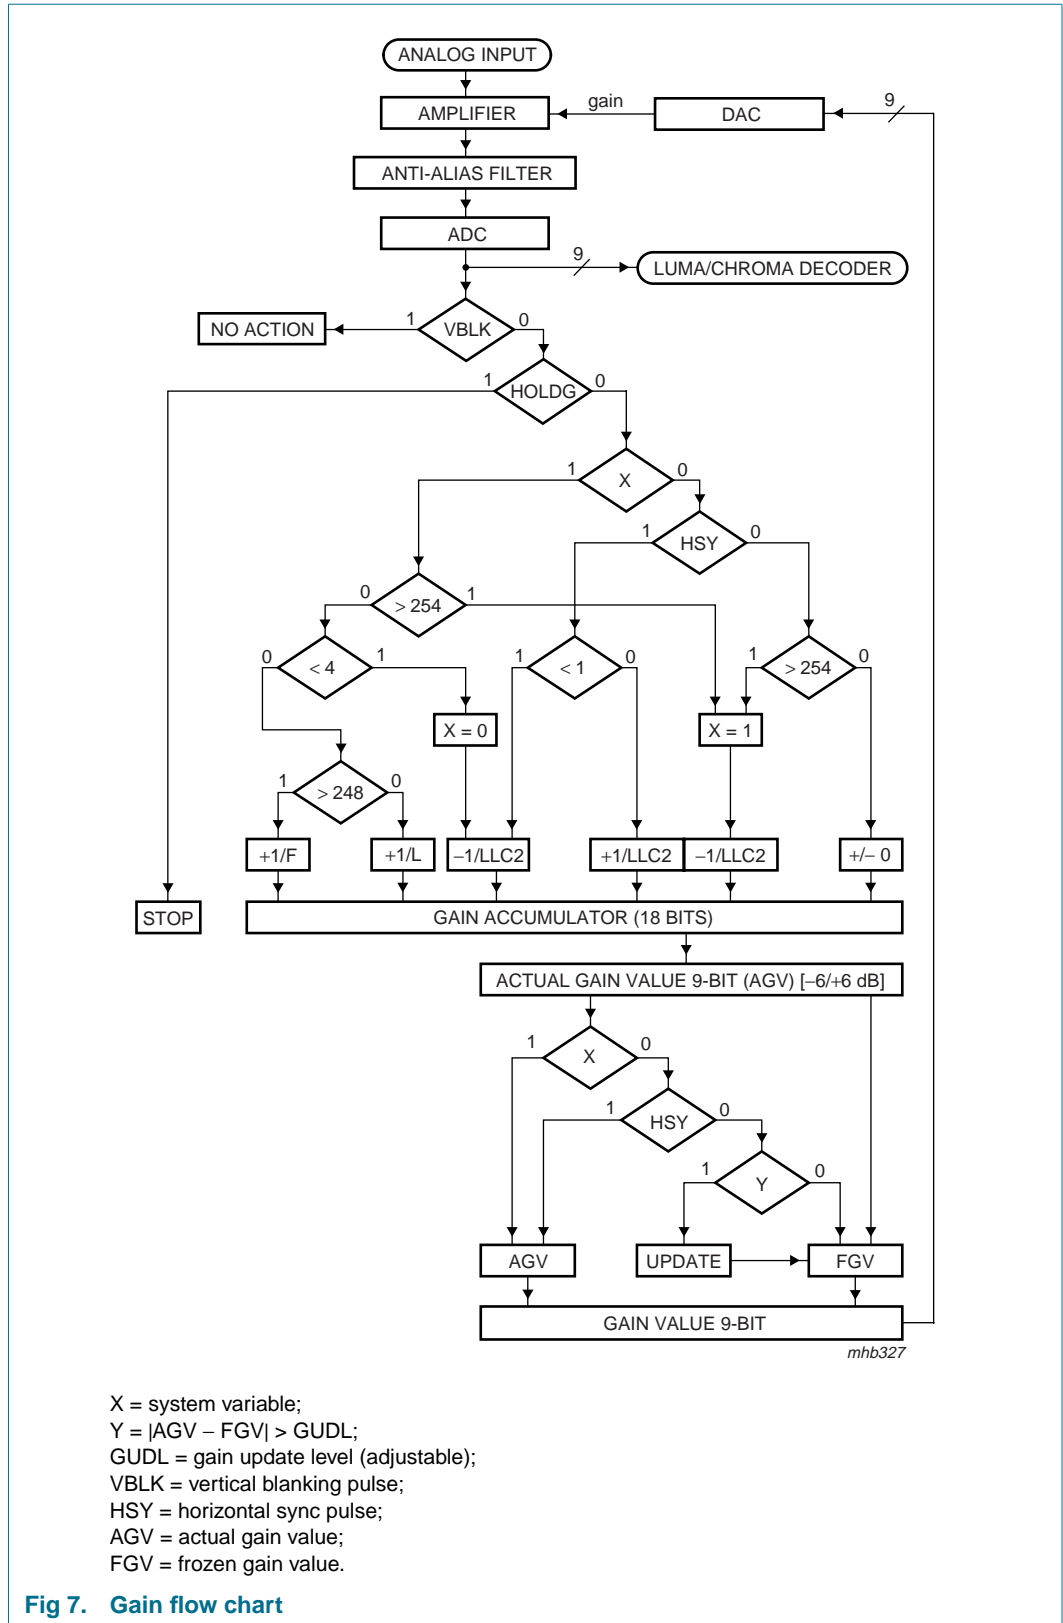 ANALOG INPUT
AMPLIFIER
gain
DAC
9
ANTI-ALIAS FILTER
ADC
9
LUMA/CHROMA DECODER
NO ACTION
1
VBLK
0
1
HOLDG
0
1
X
0
1
HSY
0
0
> 254
1
0
< 4
1
1
< 1
0
1
> 254
0
X = 0
X = 1
1
> 248
0
+1/F
+1/L
−1/LLC2
+1/LLC2
−1/LLC2
+/− 0
STOP
GAIN ACCUMULATOR (18 BITS)
ACTUAL GAIN VALUE 9-BIT (AGV) [−6/+6 dB]
1
X
0
1
HSY
0
1
Y
0
AGV
UPDATE
FGV
GAIN VALUE 9-BIT
mhb327
X = system variable;
Y = |AGV − FGV| > GUDL;
GUDL = gain update level (adjustable);
VBLK = vertical blanking pulse;
HSY = horizontal sync pulse;
AGV = actual gain value;
FGV = frozen gain value.
Fig 7. Gain flow chart